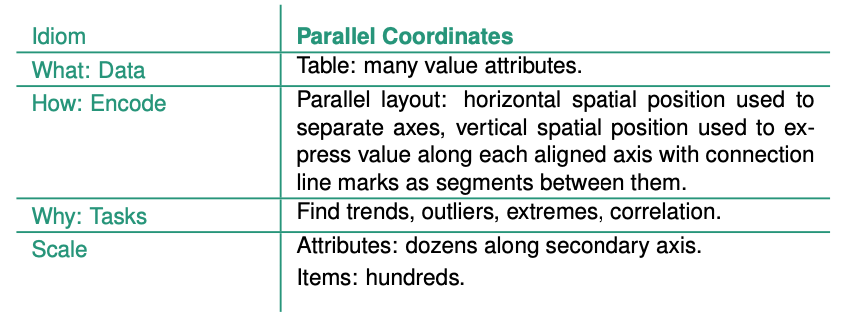 Idiom Parallel Coordinates
What: Data Table: many value attributes.
How: Encode Parallel layout: horizontal spatial position used to
separate axes, vertical spatial position used to ex-
press value along each aligned axis with connection
line marks as segments between them.
Why: Tasks Find trends, outliers, extremes, correlation.
Scale Attributes: dozens along secondary axis.
Items: hundreds.